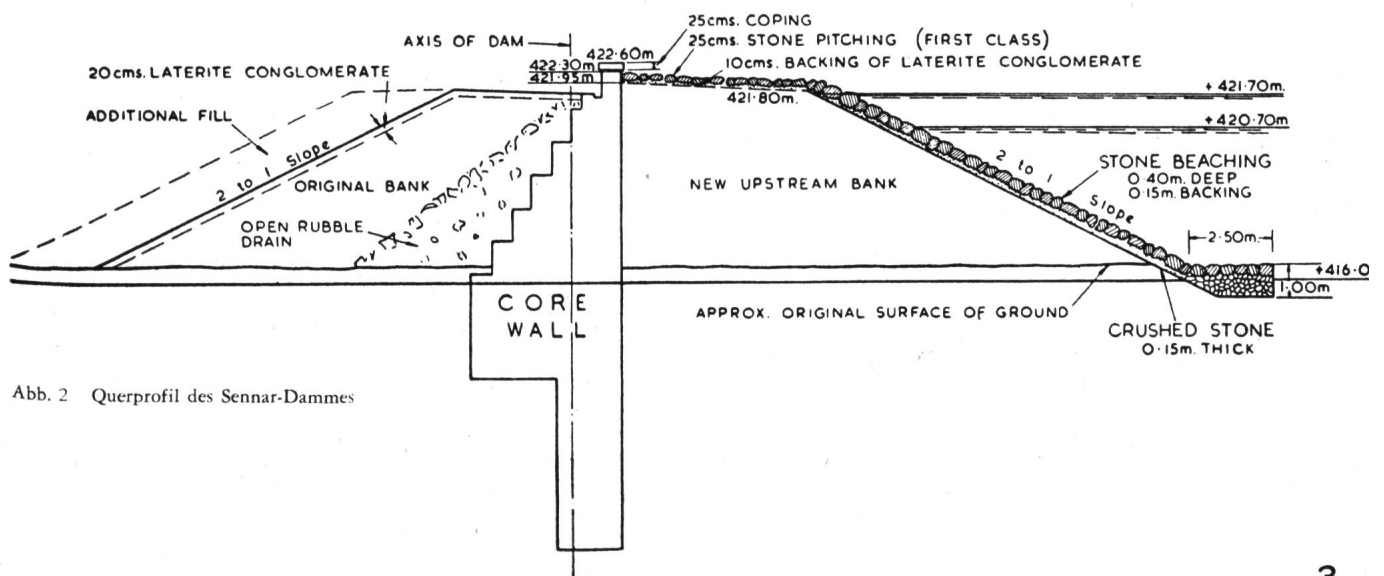 25cms. COPING
AXIS OF DAM
422·60m
25cms. STONE PITCHING (FIRST CLASS)
422·30m
10cms. BACKING OF LATERITE CONGLOMERATE
20cms. LATERITE CONGLOMERATE
421·95m
421·80m.
+ 421·70m.
ADDITIONAL FILL
+420·70m
2 to 1 Slope
ORIGINAL BANK
NEW UPSTREAM BANK
2 to 1 Slope
STONE BEACHING
0·40m. DEEP
0·15m. BACKING
OPEN RUBBLE
DRAIN
2·50m.
+416·0
1·00m
CORE
WALL
APPROX. ORIGINAL SURFACE OF GROUND
CRUSHED STONE
0·15m. THICK
Abb. 2 Querprofil des Sennar-Dammes